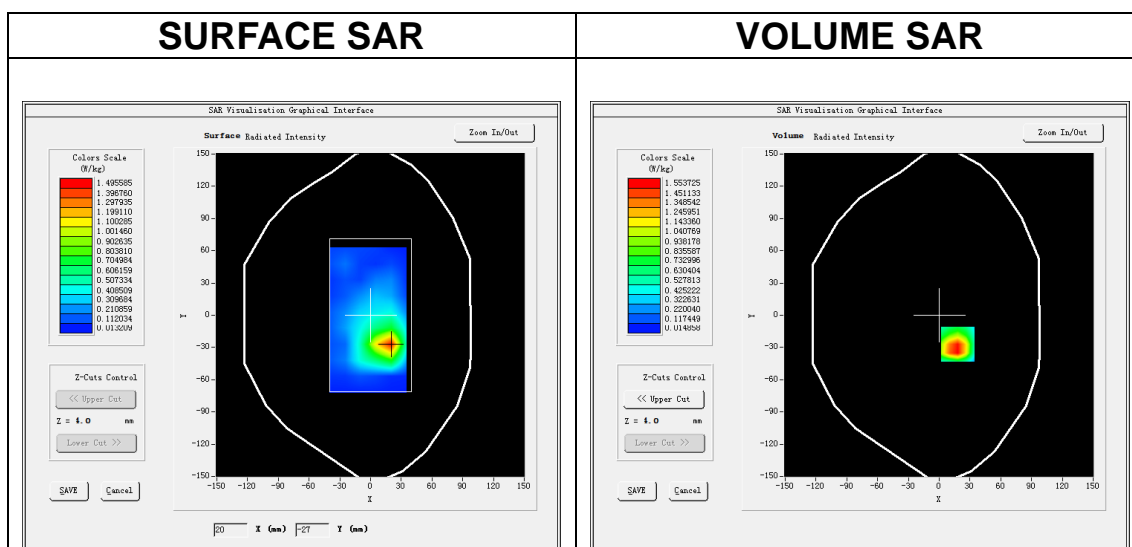 SURFACE SAR
VOLUME SAR
SAR Visualisation Graphical Interface
Surface Radiated Intensity
Zoom In/Out
Colors Scale
(W/kg)
1.495585
1.396760
1.297935
1.199110
1.100285
1.001460
0.902635
0.803810
0.704984
0.606159
0.507334
0.408509
0.309684
0.210859
0.112034
0.013209
150
120
90
60
30
0
-30
-60
-90
-120
-150
Y
-150 -120 -90 -60 -30 0 30 60 90 120 150
X
Z-Cuts Control
<< Upper Cut
Z = 4.0 mm
Lower Cut >>
SAVE Cancel
20 X (mm) -27 Y (mm)
SAR Visualisation Graphical Interface
Volume Radiated Intensity
Zoom In/Out
Colors Scale
(W/kg)
1.553725
1.451133
1.348542
1.245951
1.143360
1.040769
0.938178
0.835587
0.732996
0.630404
0.527813
0.425222
0.322631
0.220040
0.117449
0.014858
150
120
90
60
30
0
-30
-60
-90
-120
-150
Y
-150 -120 -90 -60 -30 0 30 60 90 120 150
X
Z-Cuts Control
<< Upper Cut
Z = 4.0 mm
Lower Cut >>
SAVE Cancel